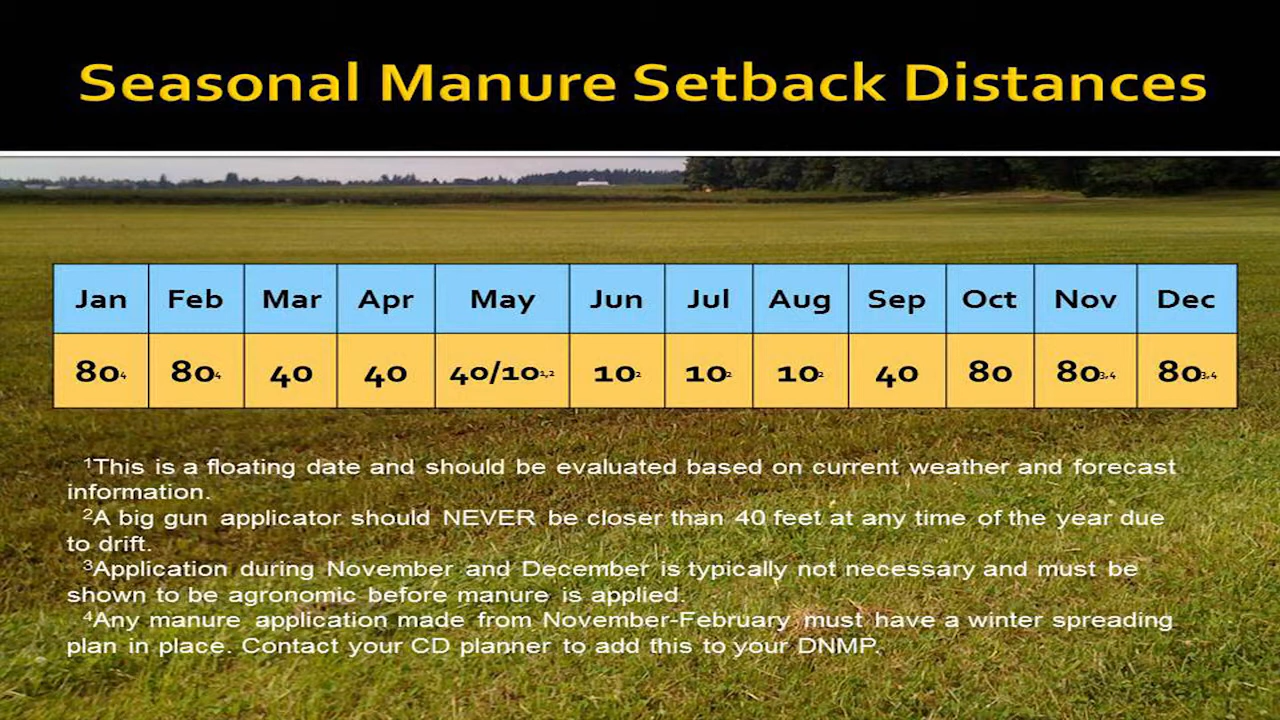 Seasonal Manure Setback Distances
Jan Feb Mar Apr May Jun Jul Aug Sep Oct Nov Dec
80⁴ 80⁴ 40 40 40/10¹˒² 10² 10² 10² 40 80 80³˒⁴ 80³˒⁴
¹This is a floating date and should be evaluated based on current weather and forecast
information.
²A big gun applicator should NEVER be closer than 40 feet at any time of the year due
to drift.
³Application during November and December is typically not necessary and must be
shown to be agronomic before manure is applied.
⁴Any manure application made from November-February must have a winter spreading
plan in place. Contact your CD planner to add this to your DNMP.